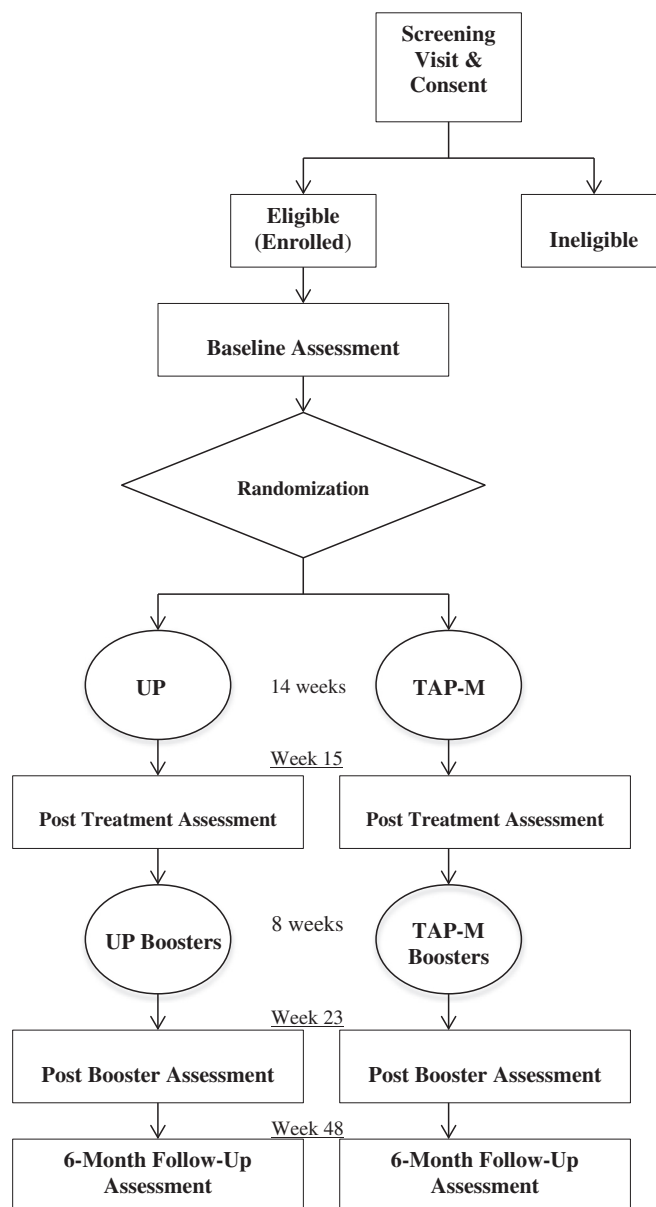 Screening
Visit &
Consent
Eligible
(Enrolled)
Ineligible
Baseline Assessment
Randomization
UP
14 weeks
TAP-M
Week 15
Post Treatment Assessment
Post Treatment Assessment
UP Boosters
8 weeks
TAP-M
Boosters
Week 23
Post Booster Assessment
Post Booster Assessment
Week 48
6-Month Follow-Up
Assessment
6-Month Follow-Up
Assessment